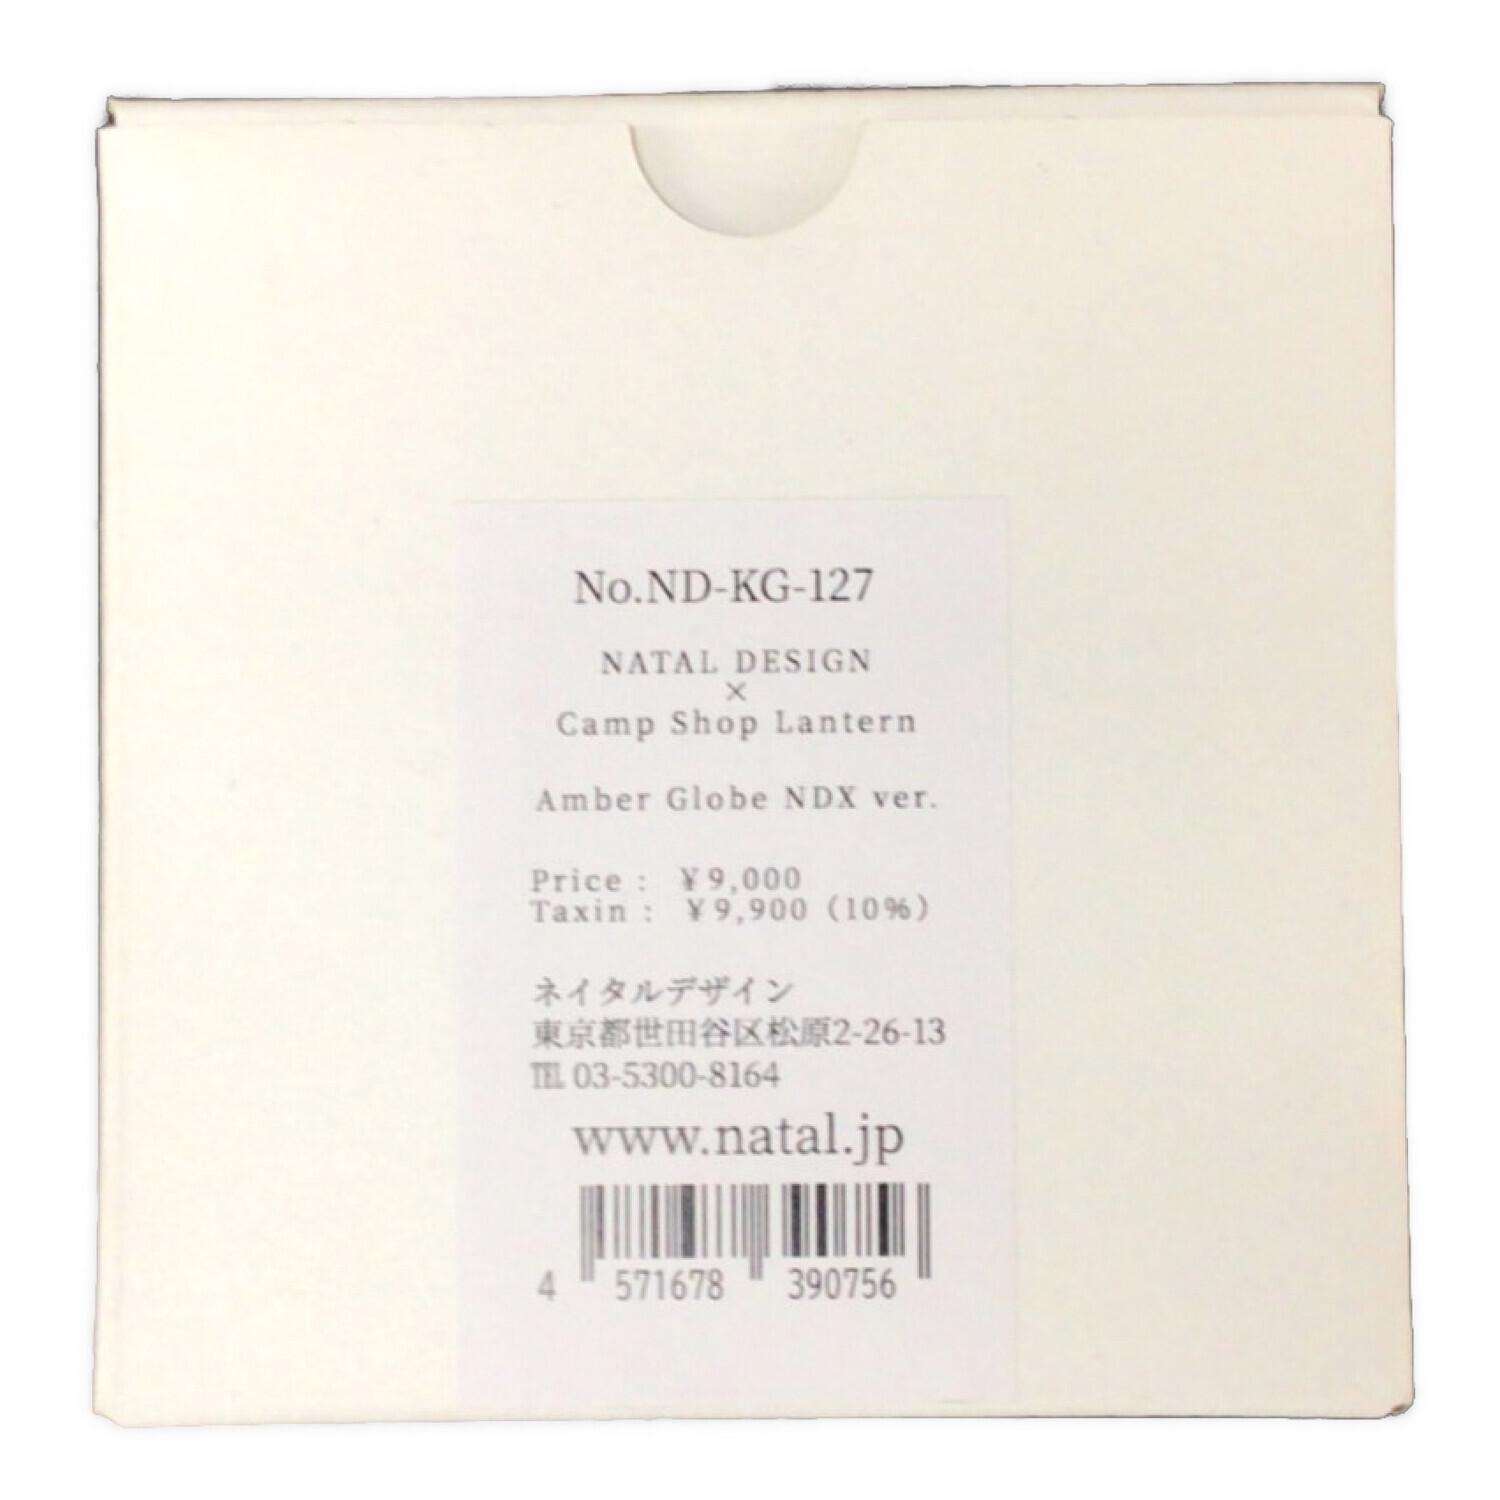 No.ND-KG-127
NATAL DESIGN
×
Camp Shop Lantern
Amber Globe NDX ver.
Price : ¥9,000
Taxin : ¥9,900 (10%)
ネイタルデザイン
東京都世田谷区松原2-26-13
℡ 03-5300-8164
www.natal.jp
4 571678 390756